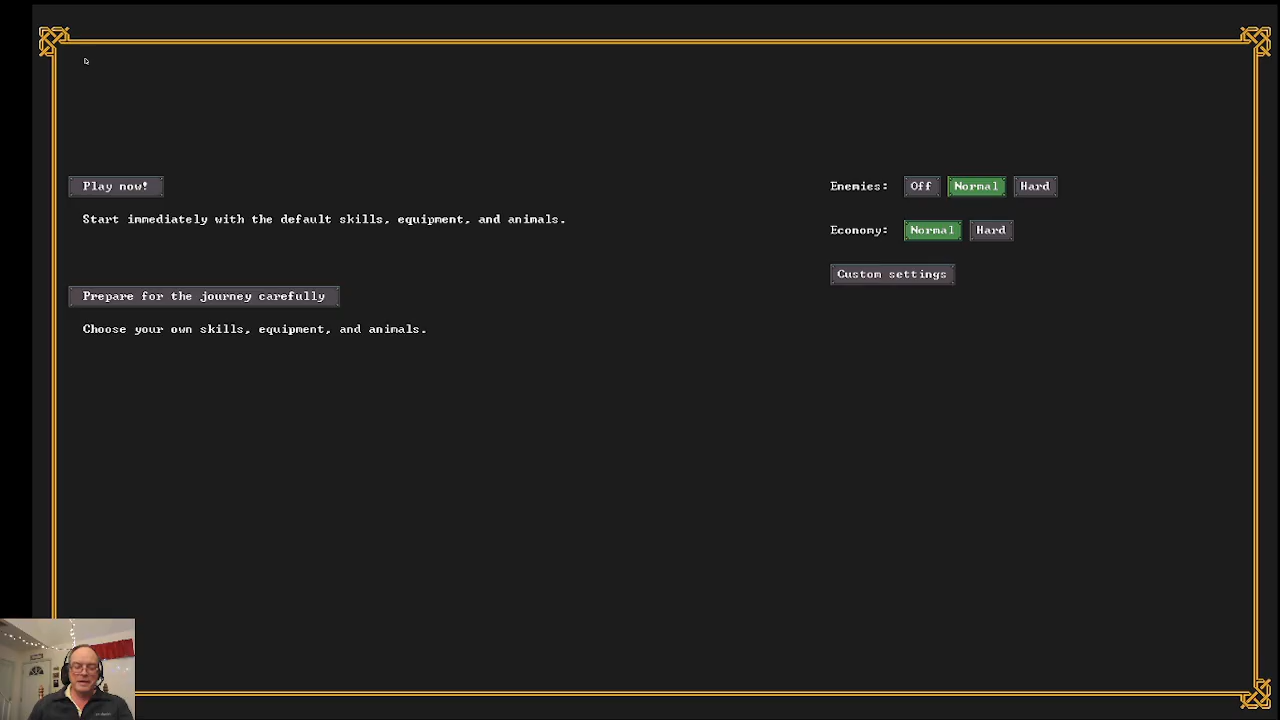 Play now!
Start immediately with the default skills, equipment, and animals.
Prepare for the journey carefully
Choose your own skills, equipment, and animals.
Enemies: Off Normal Hard
Economy: Normal Hard
Custom settings